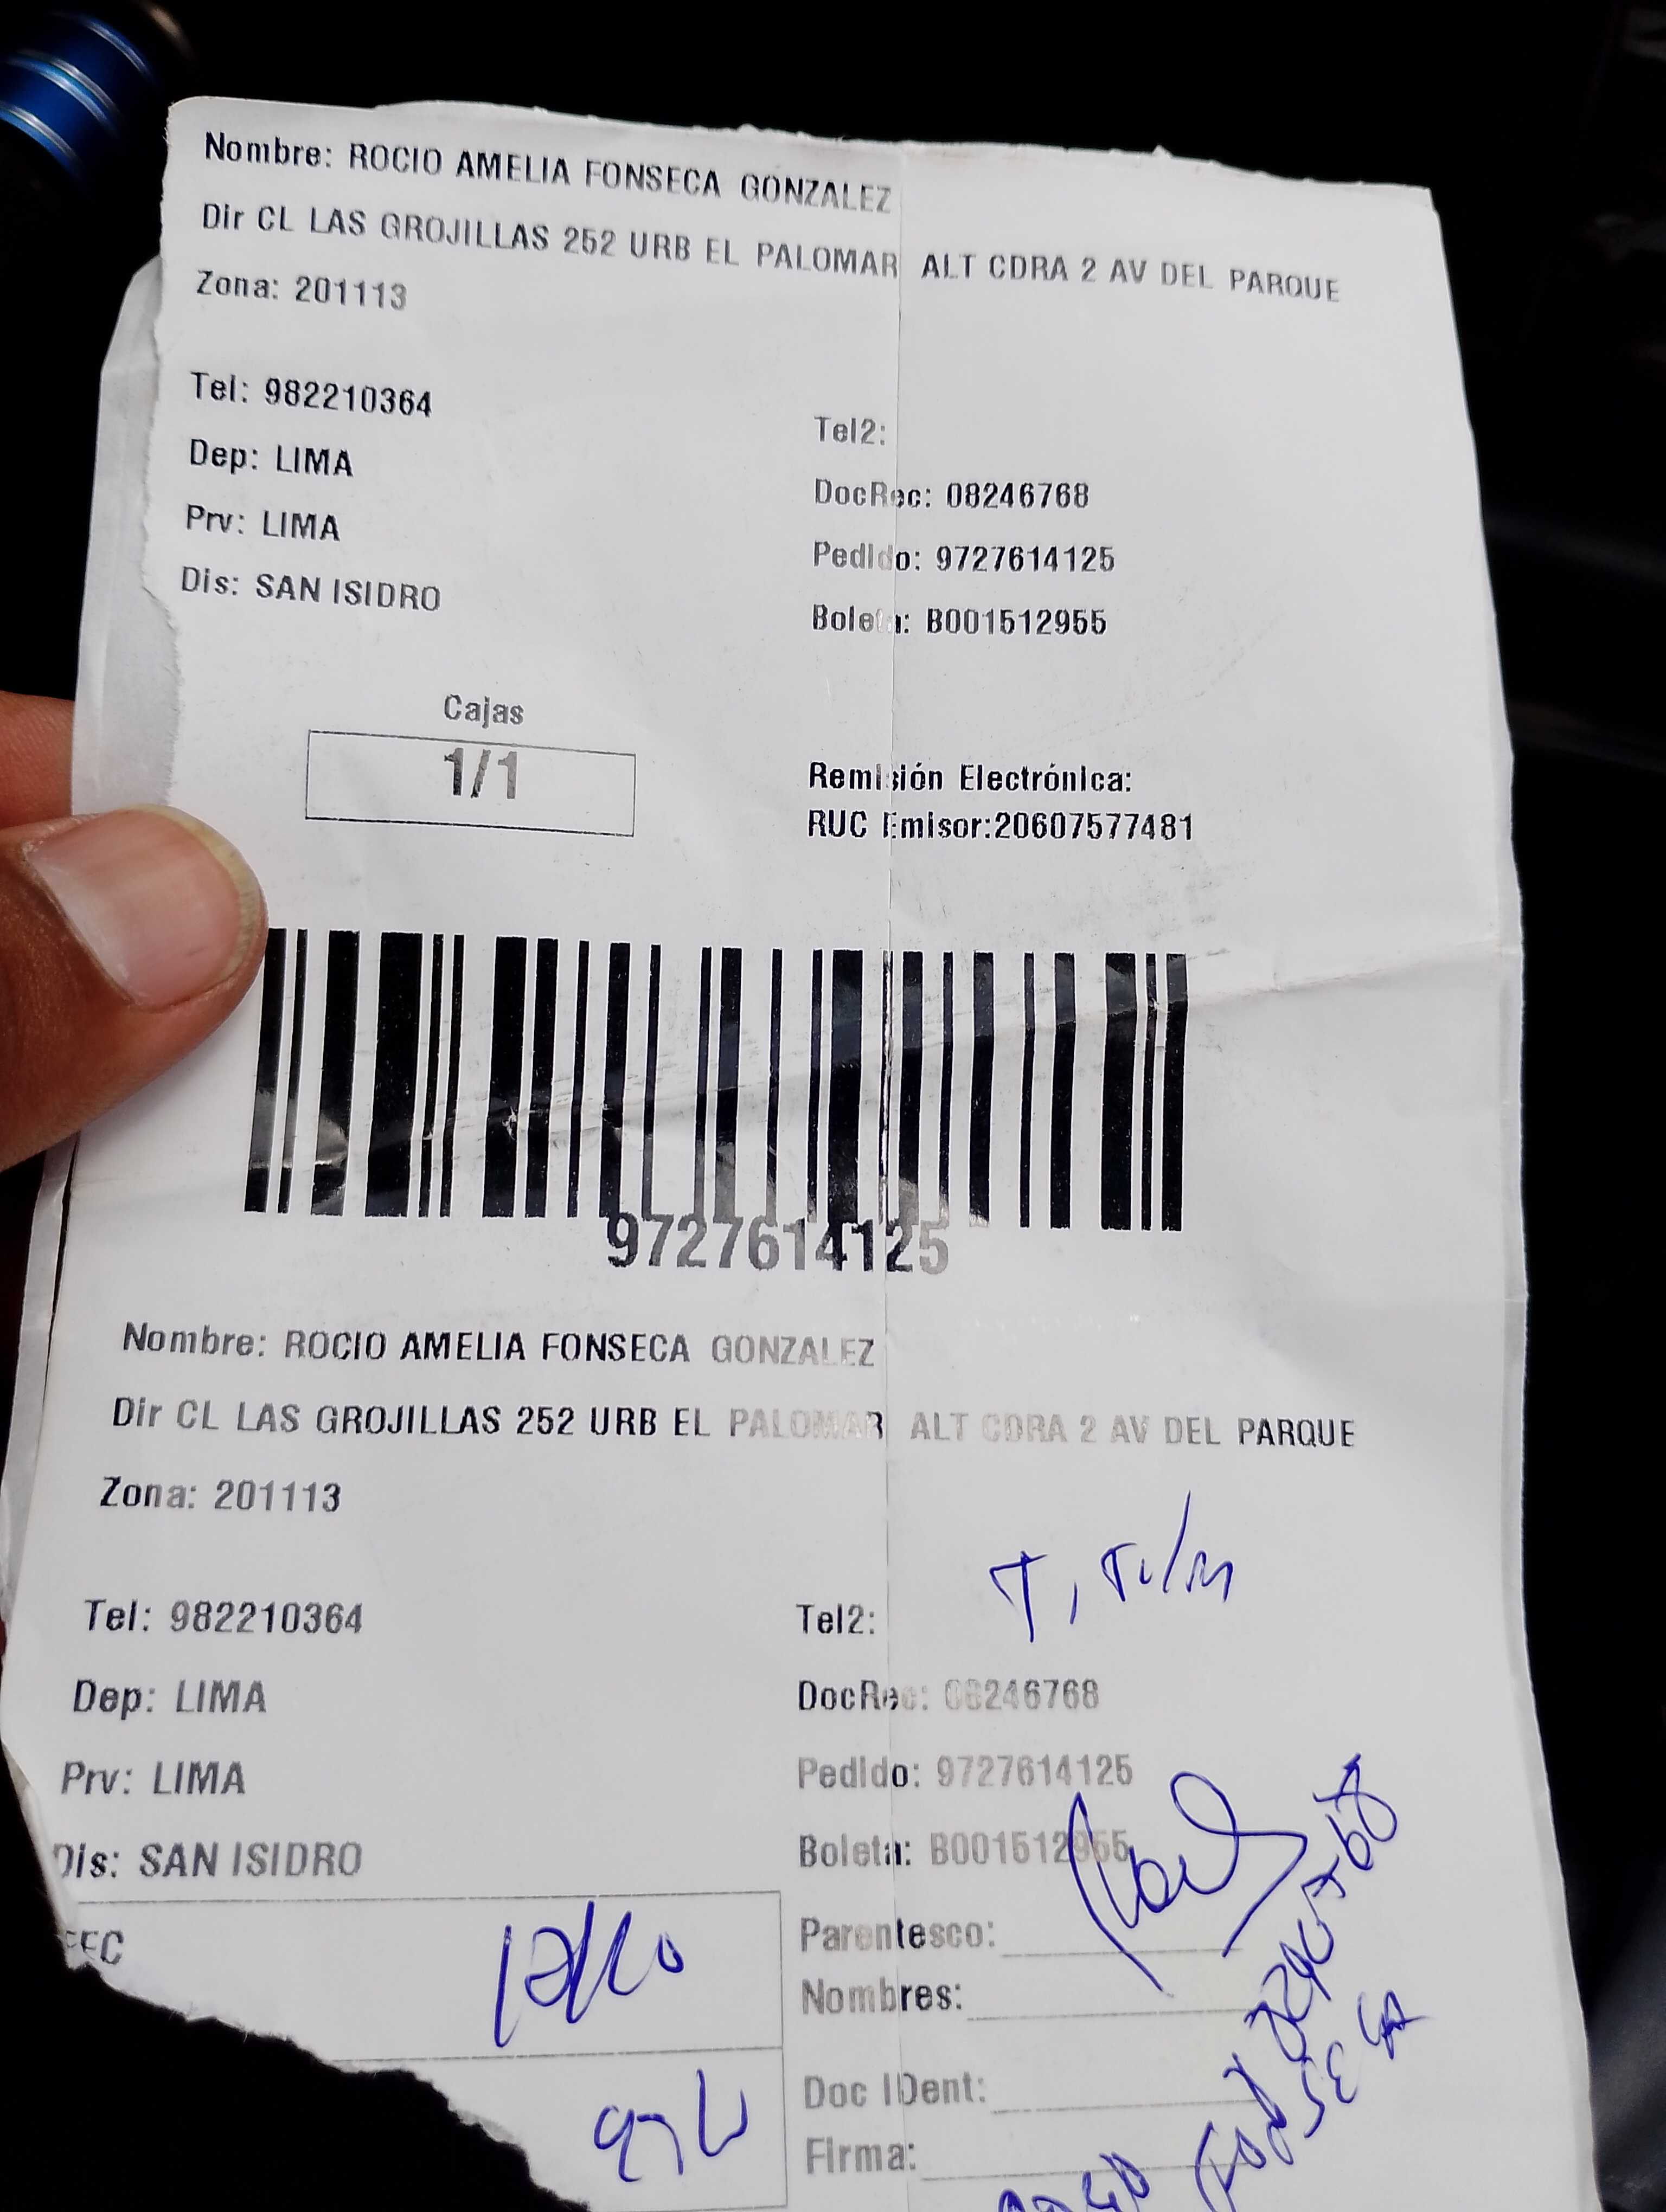 Nombre: ROCIO AMELIA FONSECA GONZALEZ
Dir CL LAS GROJILLAS 252 URB EL PALOMAR ALT CDRA 2 AV DEL PARQUE
Zona: 201113
Tel: 982210364
Tel2:
Dep: LIMA
DocRec: 08246768
Prv: LIMA
Pedido: 9727614125
Dis: SAN ISIDRO
Boleta: B001512955
Cajas
1/1
Remisión Electrónica:
RUC Emisor:20607577481
9727614125
Nombre: ROCIO AMELIA FONSECA GONZALEZ
Dir CL LAS GROJILLAS 252 URB EL PALOMAR ALT CDRA 2 AV DEL PARQUE
Zona: 201113
Tel: 982210364
Tel2:
Dep: LIMA
DocRec: 08246768
Prv: LIMA
Pedido: 9727614125
Dis: SAN ISIDRO
Boleta: B001512955
FEC
Parentesco:
Nombres:
Doc IDent:
Firma:
FONSECA